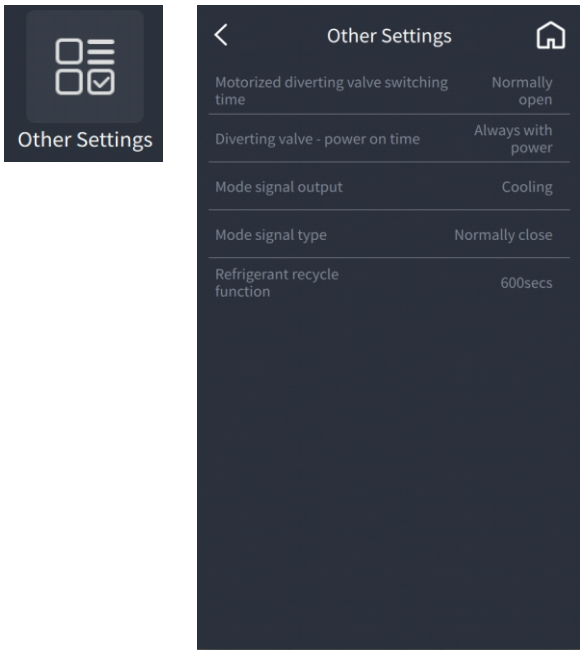 Other Settings
Other Settings
Motorized diverting valve switching
time
Normally
open
Diverting valve - power on time
Always with
power
Mode signal output
Cooling
Mode signal type
Normally close
Refrigerant recycle
function
600secs